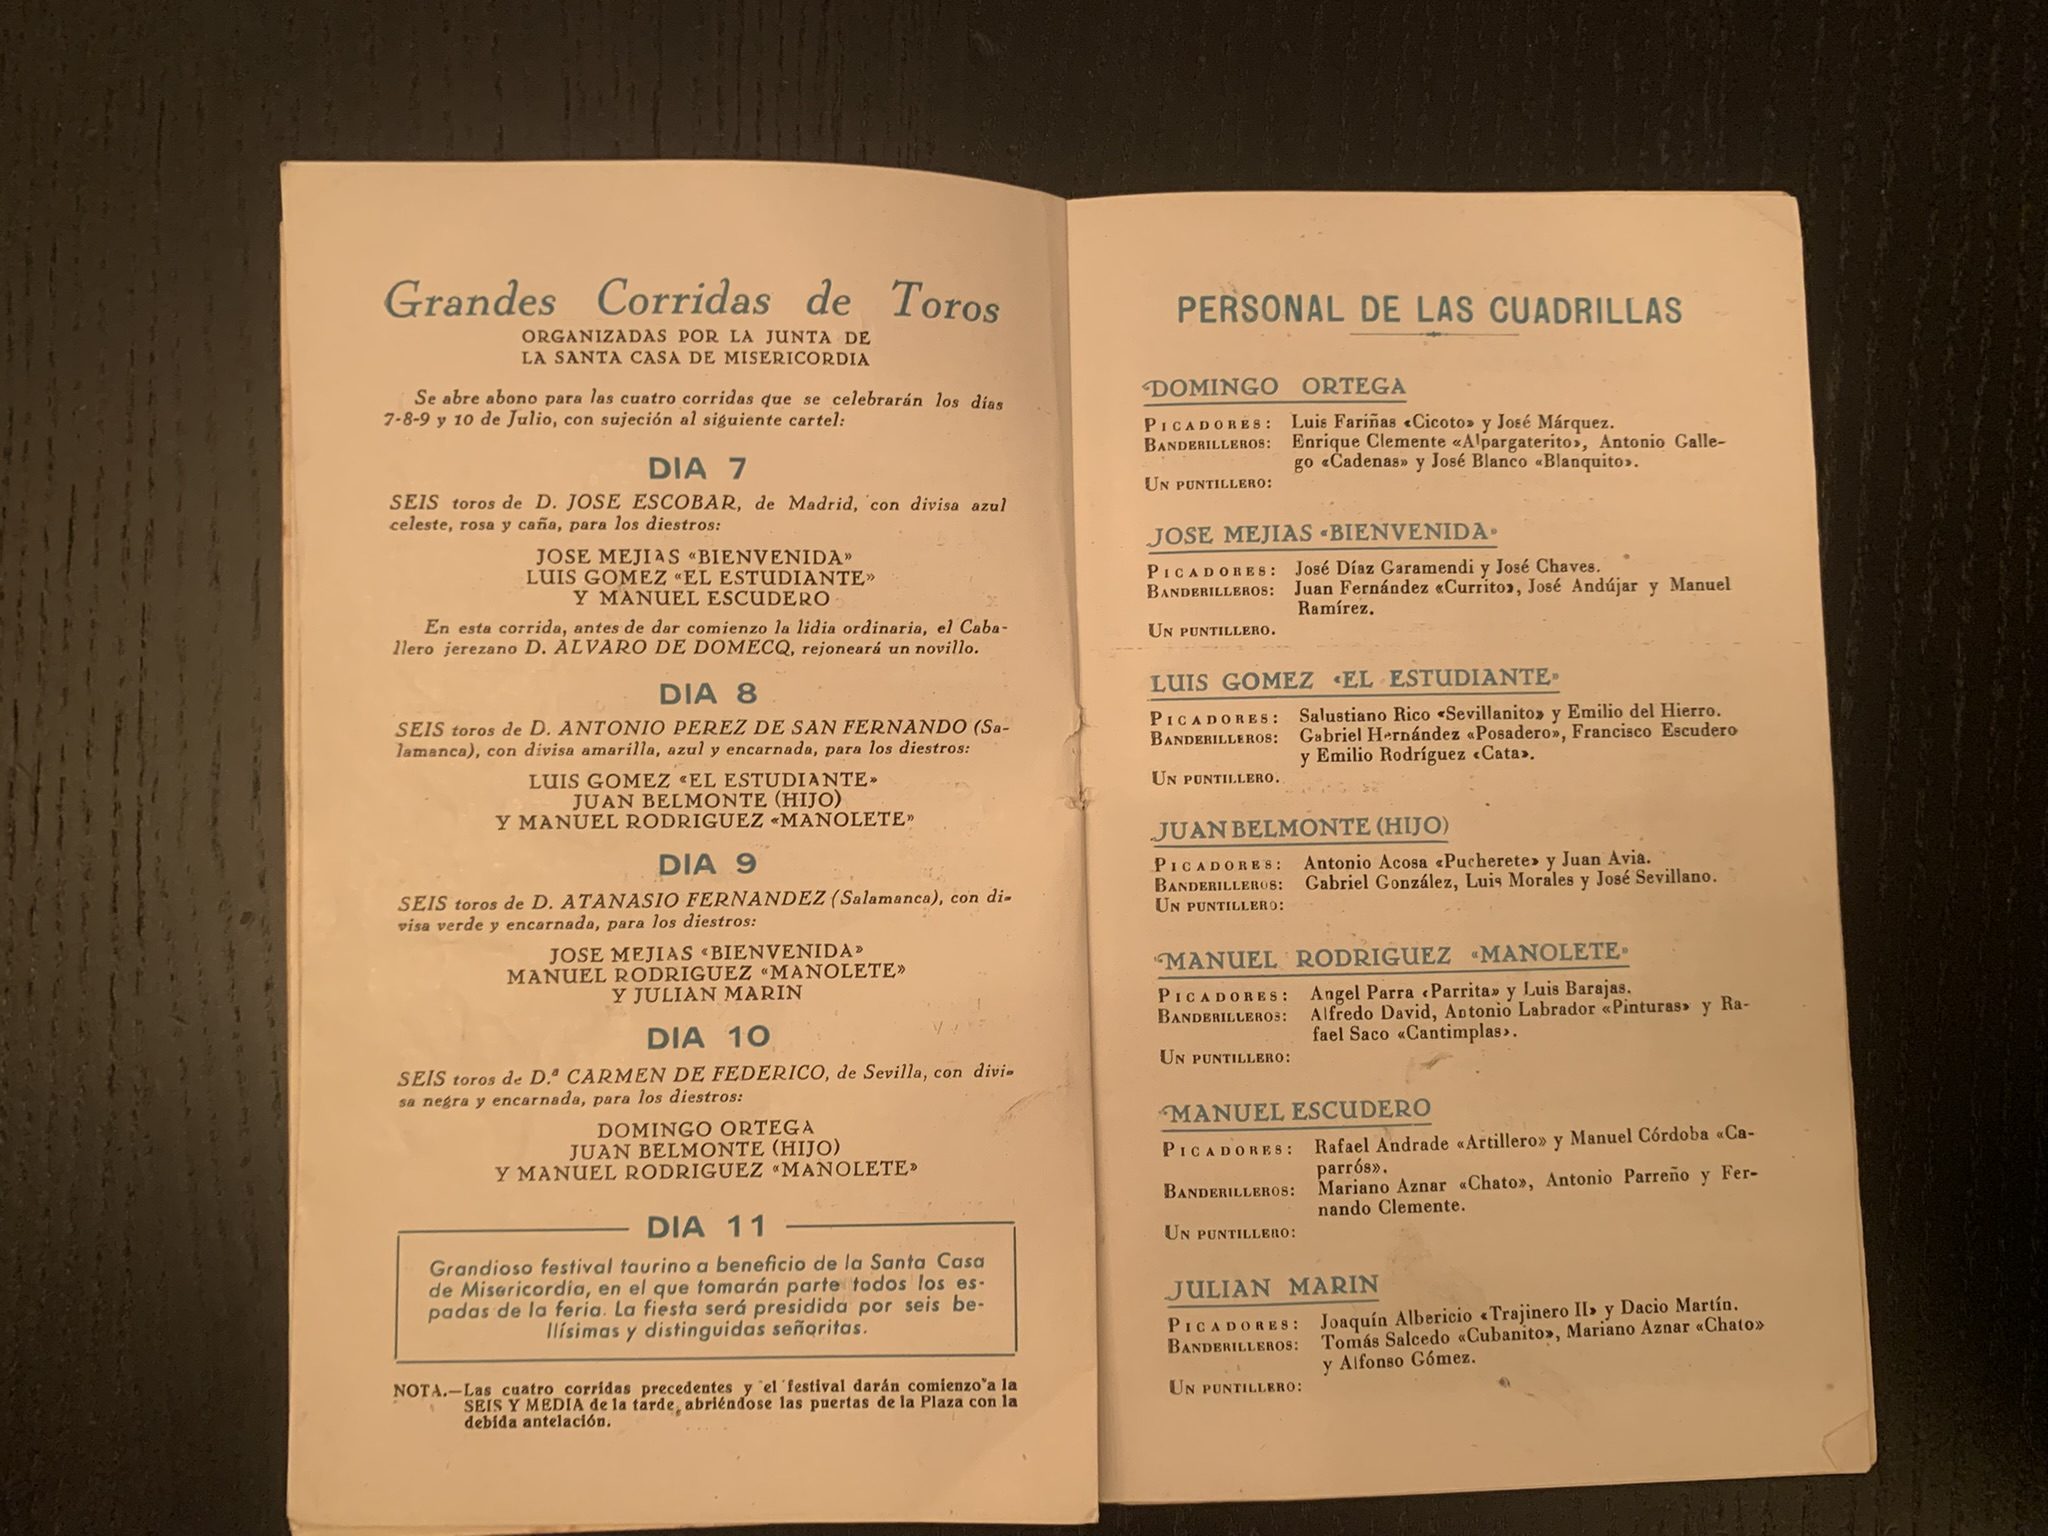 Grandes Corridas de Toros
ORGANIZADAS POR LA JUNTA DE
LA SANTA CASA DE MISERICORDIA
Se abre abono para las cuatro corridas que se celebrarán los días
7-8-9 y 10 de Julio, con sujeción al siguiente cartel:
DIA 7
SEIS toros de D. JOSE ESCOBAR, de Madrid, con divisa azul
celeste, rosa y caña, para los diestros:
JOSE MEJIAS «BIENVENIDA»
LUIS GOMEZ «EL ESTUDIANTE»
Y MANUEL ESCUDERO
En esta corrida, antes de dar comienzo la lidia ordinaria, el Caba-
llero jerezano D. ALVARO DE DOMECQ, rejoneará un novillo.
DIA 8
SEIS toros de D. ANTONIO PEREZ DE SAN FERNANDO (Sa-
lamanca), con divisa amarilla, azul y encarnada, para los diestros:
LUIS GOMEZ «EL ESTUDIANTE»
JUAN BELMONTE (HIJO)
Y MANUEL RODRIGUEZ «MANOLETE»
DIA 9
SEIS toros de D. ATANASIO FERNANDEZ (Salamanca), con di-
visa verde y encarnada, para los diestros:
JOSE MEJIAS «BIENVENIDA»
MANUEL RODRIGUEZ «MANOLETE»
Y JULIAN MARIN
DIA 10
SEIS toros de D.ª CARMEN DE FEDERICO, de Sevilla, con divi-
sa negra y encarnada, para los diestros:
DOMINGO ORTEGA
JUAN BELMONTE (HIJO)
Y MANUEL RODRIGUEZ «MANOLETE»
DIA 11
Grandioso festival taurino a beneficio de la Santa Casa
de Misericordia, en el que tomarán parte todos los es-
padas de la feria. La fiesta será presidida por seis be-
llísimas y distinguidas señoritas.
NOTA.—Las cuatro corridas precedentes y el festival darán comienzo a la
SEIS Y MEDIA de la tarde, abriéndose las puertas de la Plaza con la
debida antelación.
PERSONAL DE LAS CUADRILLAS
DOMINGO ORTEGA
PICADORES: Luis Fariñas «Cicoto» y José Márquez.
BANDERILLEROS: Enrique Clemente «Alpargaterito», Antonio Galle-
go «Cadenas» y José Blanco «Blanquito».
UN PUNTILLERO:
JOSE MEJIAS «BIENVENIDA»
PICADORES: José Díaz Garamendi y José Chaves.
BANDERILLEROS: Juan Fernández «Currito», José Andújar y Manuel
Ramírez.
UN PUNTILLERO.
LUIS GOMEZ «EL ESTUDIANTE»
PICADORES: Salustiano Rico «Sevillanito» y Emilio del Hierro.
BANDERILLEROS: Gabriel Hernández «Posadero», Francisco Escudero
y Emilio Rodríguez «Cata».
UN PUNTILLERO.
JUAN BELMONTE (HIJO)
PICADORES: Antonio Acosa «Pucherete» y Juan Avia.
BANDERILLEROS: Gabriel González, Luis Morales y José Sevillano.
UN PUNTILLERO:
MANUEL RODRIGUEZ «MANOLETE»
PICADORES: Angel Parra «Parrita» y Luis Barajas.
BANDERILLEROS: Alfredo David, Antonio Labrador «Pinturas» y Ra-
fael Saco «Cantimplas».
UN PUNTILLERO:
MANUEL ESCUDERO
PICADORES: Rafael Andrade «Artillero» y Manuel Córdoba «Ca-
parrós».
BANDERILLEROS: Mariano Aznar «Chato», Antonio Parreño y Fer-
nando Clemente.
UN PUNTILLERO:
JULIAN MARIN
PICADORES: Joaquín Albericio «Trajinero II» y Dacio Martín.
BANDERILLEROS: Tomás Salcedo «Cubanito», Mariano Aznar «Chato»
y Alfonso Gómez.
UN PUNTILLERO: